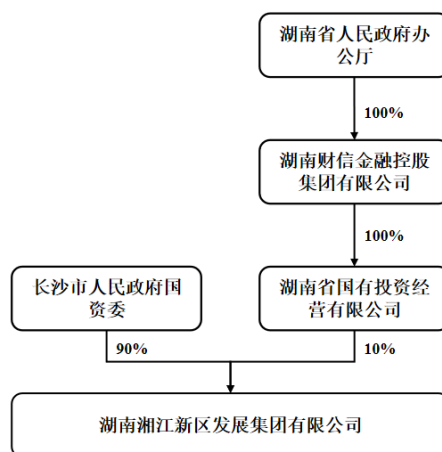 湖南省人民政府办
公厅
100%
湖南财信金融控股
集团有限公司
100%
长沙市人民政府国
资委
湖南省国有投资经
营有限公司
90%
10%
湖南湘江新区发展集团有限公司